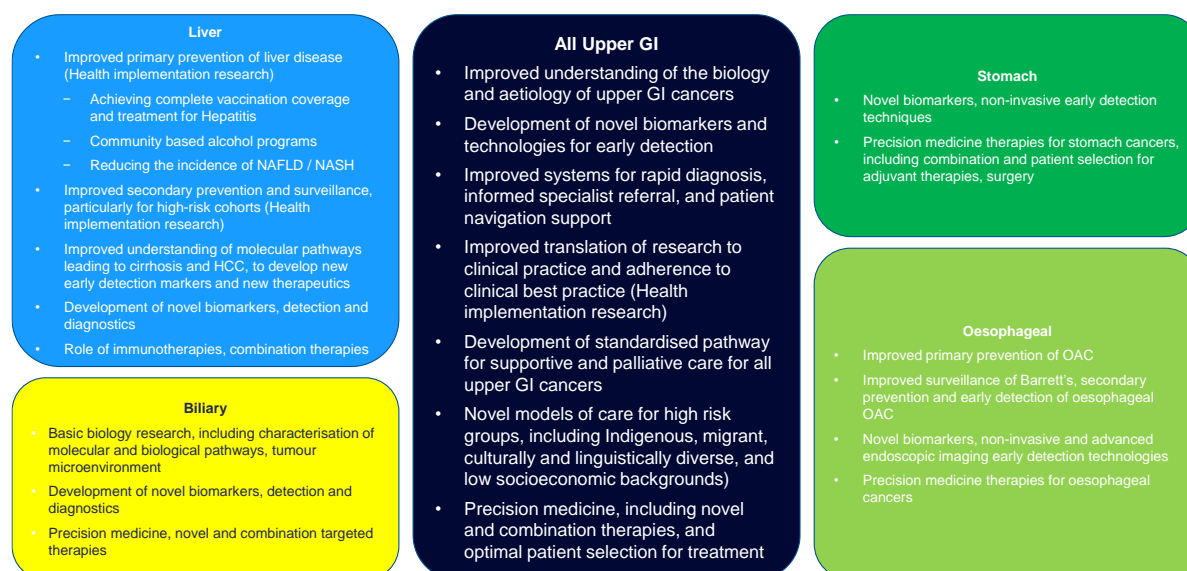 Liver
• Improved primary prevention of liver disease
(Health implementation research)
– Achieving complete vaccination coverage
and treatment for Hepatitis
– Community based alcohol programs
– Reducing the incidence of NAFLD / NASH
• Improved secondary prevention and surveillance,
particularly for high-risk cohorts (Health
implementation research)
• Improved understanding of molecular pathways
leading to cirrhosis and HCC, to develop new
early detection markers and new therapeutics
• Development of novel biomarkers, detection and
diagnostics
• Role of immunotherapies, combination therapies
Biliary
• Basic biology research, including characterisation of
molecular and biological pathways, tumour
microenvironment
• Development of novel biomarkers, detection and
diagnostics
• Precision medicine, novel and combination targeted
therapies
All Upper GI
• Improved understanding of the biology
and aetiology of upper GI cancers
• Development of novel biomarkers and
technologies for early detection
• Improved systems for rapid diagnosis,
informed specialist referral, and patient
navigation support
• Improved translation of research to
clinical practice and adherence to
clinical best practice (Health
implementation research)
• Development of standardised pathway
for supportive and palliative care for all
upper GI cancers
• Novel models of care for high risk
groups, including Indigenous, migrant,
culturally and linguistically diverse, and
low socioeconomic backgrounds)
• Precision medicine, including novel
and combination therapies, and
optimal patient selection for treatment
Stomach
• Novel biomarkers, non-invasive early detection
techniques
• Precision medicine therapies for stomach cancers,
including combination and patient selection for
adjuvant therapies, surgery
Oesophageal
• Improved primary prevention of OAC
• Improved surveillance of Barrett's, secondary
prevention and early detection of oesophageal
OAC
• Novel biomarkers, non-invasive and advanced
endoscopic imaging early detection technologies
• Precision medicine therapies for oesophageal
cancers